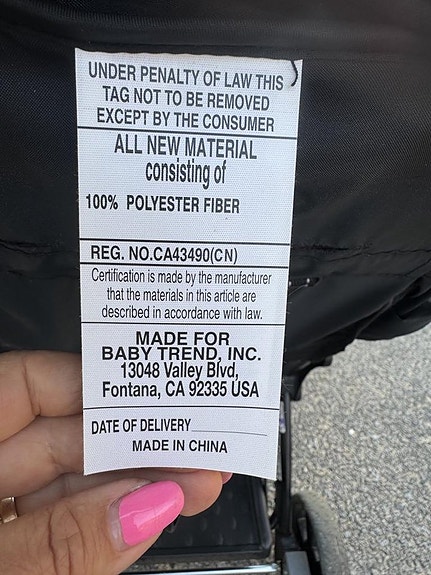 UNDER PENALTY OF LAW THIS
TAG NOT TO BE REMOVED
EXCEPT BY THE CONSUMER
ALL NEW MATERIAL
consisting of
100% POLYESTER FIBER
REG. NO.CA43490(CN)
Certification is made by the manufacturer
that the materials in this article are
described in accordance with law.
MADE FOR
BABY TREND, INC.
13048 Valley Blvd,
Fontana, CA 92335 USA
DATE OF DELIVERY
MADE IN CHINA